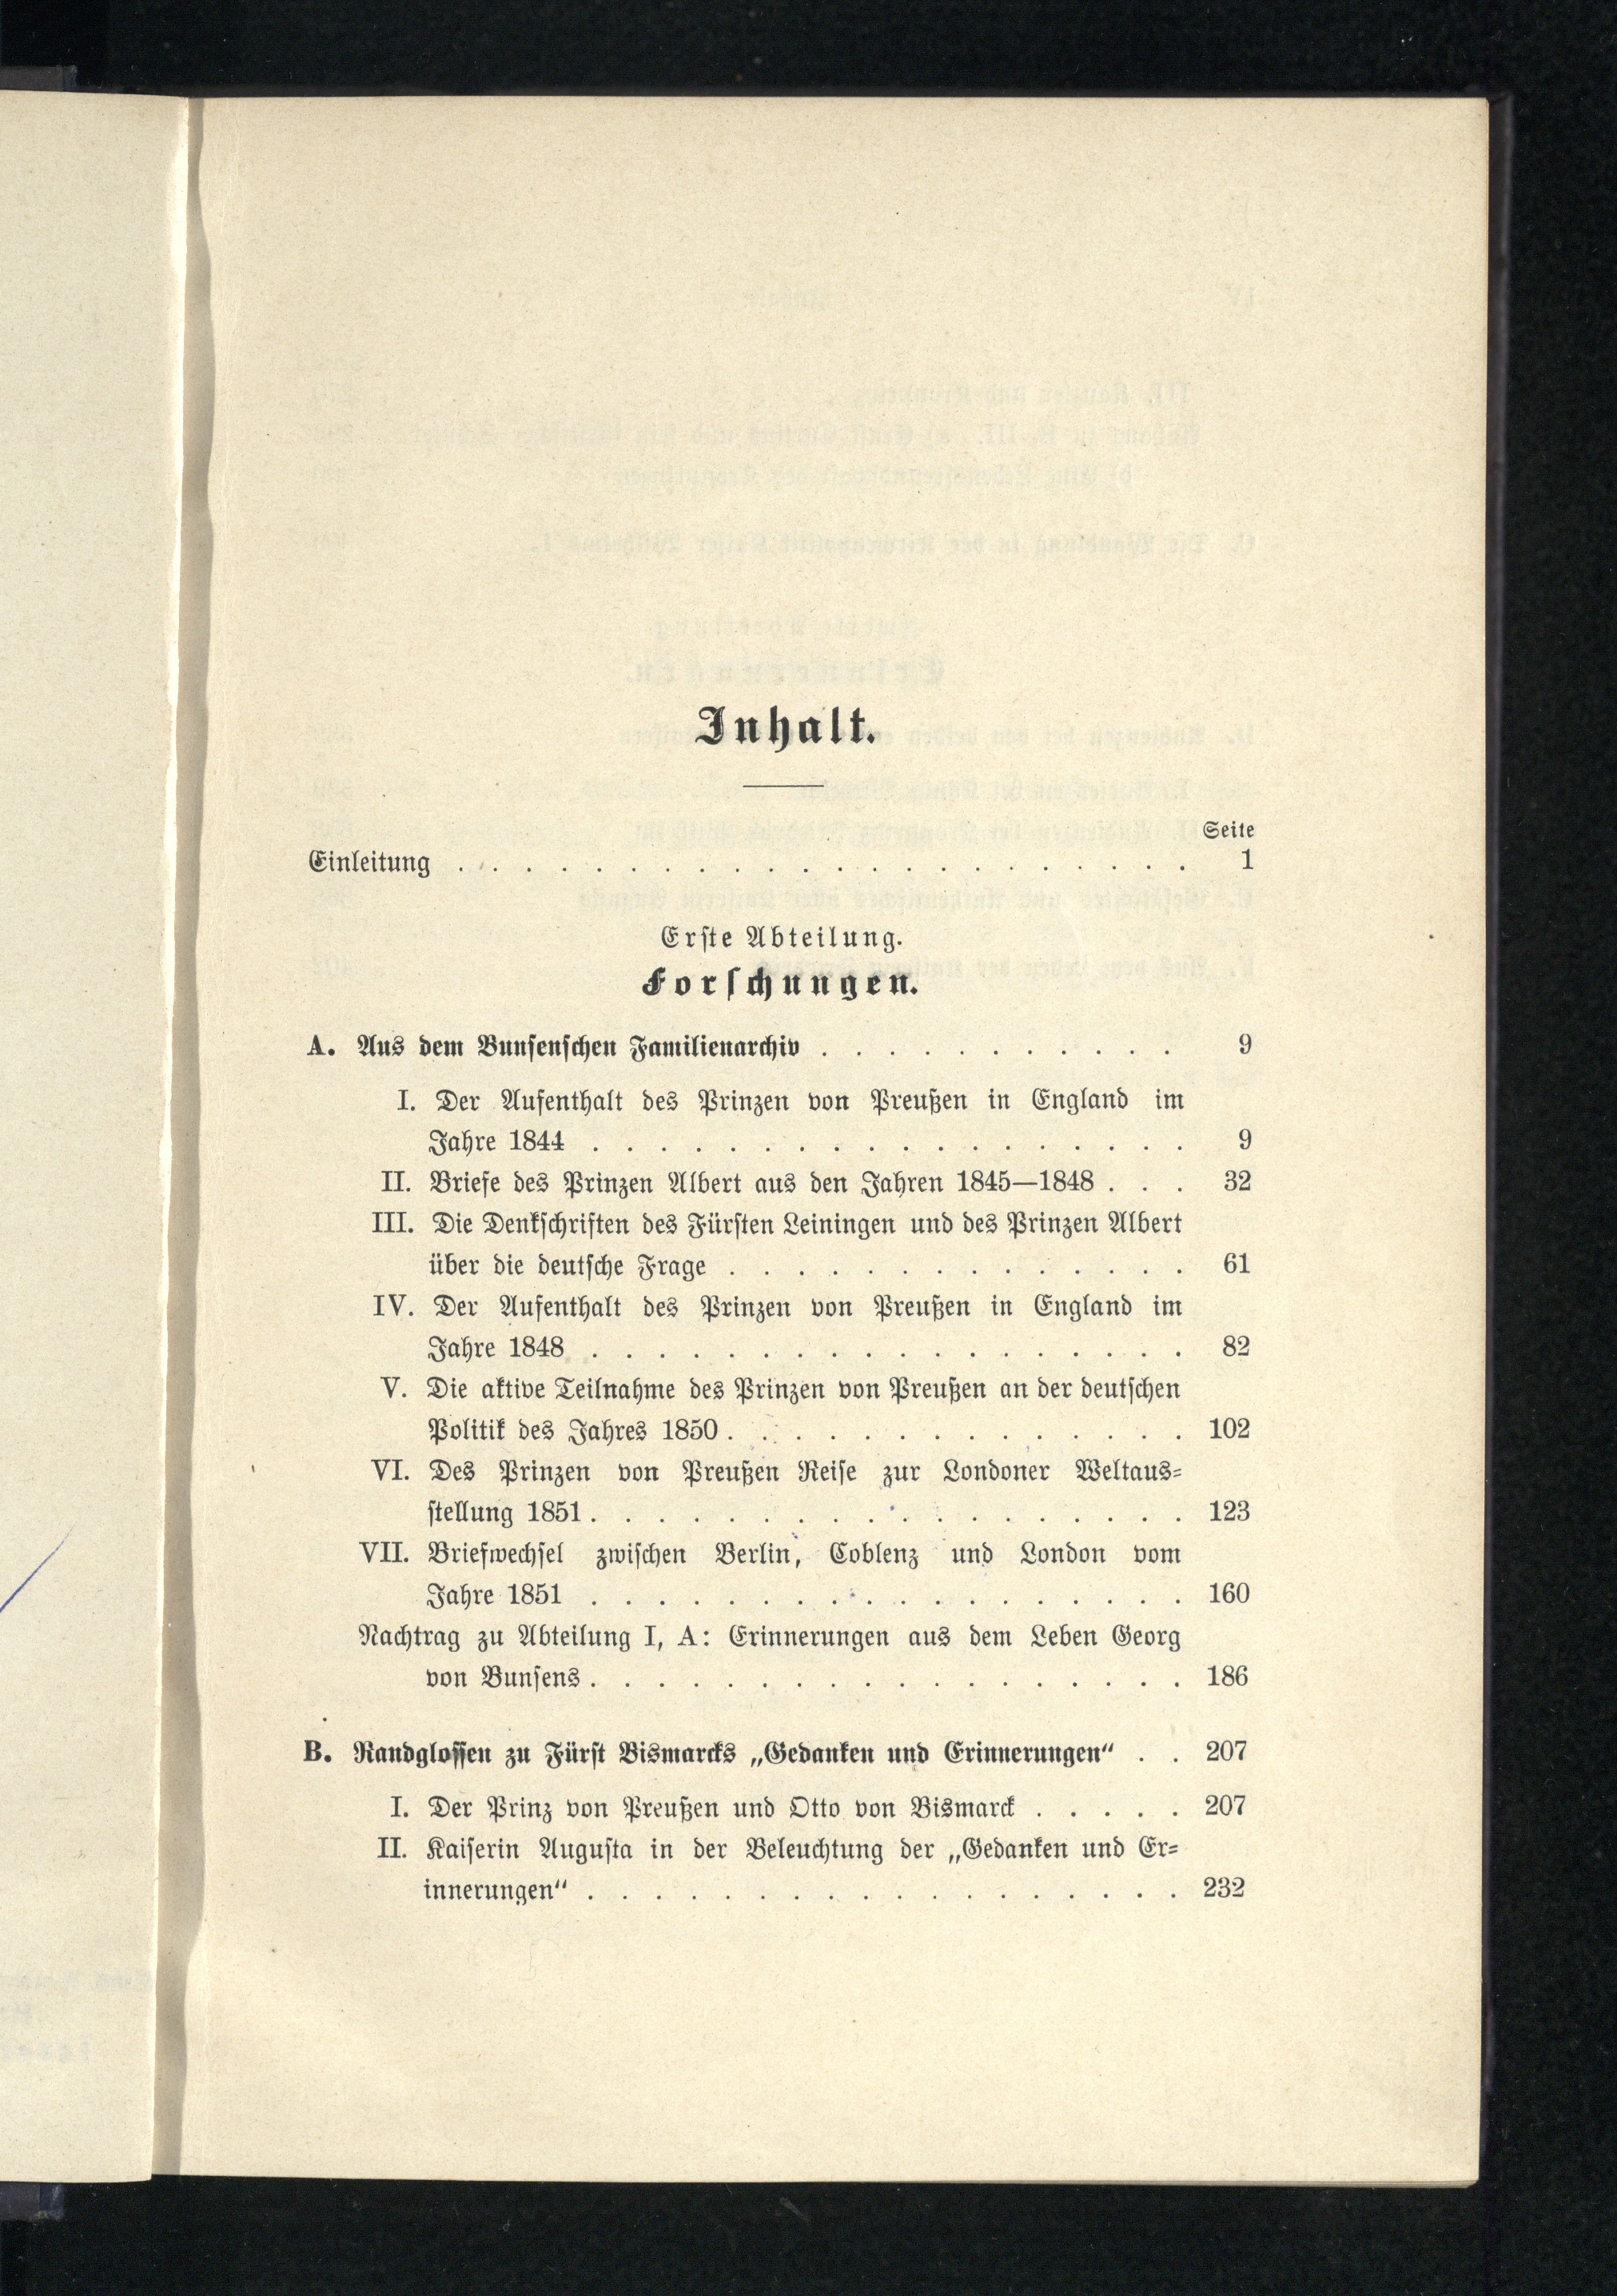 Inhalt.
Seite
Einleitung . . . . . . . . . . . . . . . . . . . . . . 1
Erste Abteilung.
Forschungen.
A. Aus dem Bunsenschen Familienarchiv . . . . . . . . . . . 9
I. Der Aufenthalt des Prinzen von Preußen in England im
Jahre 1844 . . . . . . . . . . . . . . . . . . 9
II. Briefe des Prinzen Albert aus den Jahren 1845—1848 . . . 32
III. Die Denkschriften des Fürsten Leiningen und des Prinzen Albert
über die deutsche Frage . . . . . . . . . . . . . . 61
IV. Der Aufenthalt des Prinzen von Preußen in England im
Jahre 1848 . . . . . . . . . . . . . . . . . . 82
V. Die aktive Teilnahme des Prinzen von Preußen an der deutschen
Politik des Jahres 1850 . . . . . . . . . . . . . . 102
VI. Des Prinzen von Preußen Reise zur Londoner Weltaus-
stellung 1851 . . . . . . . . . . . . . . . . . . 123
VII. Briefwechsel zwischen Berlin, Coblenz und London vom
Jahre 1851 . . . . . . . . . . . . . . . . . . 160
Nachtrag zu Abteilung I, A: Erinnerungen aus dem Leben Georg
von Bunsens . . . . . . . . . . . . . . . . . . 186
B. Randglossen zu Fürst Bismarcks „Gedanken und Erinnerungen“ . . 207
I. Der Prinz von Preußen und Otto von Bismarck . . . . . 207
II. Kaiserin Augusta in der Beleuchtung der „Gedanken und Er-
innerungen“ . . . . . . . . . . . . . . . . . . 232